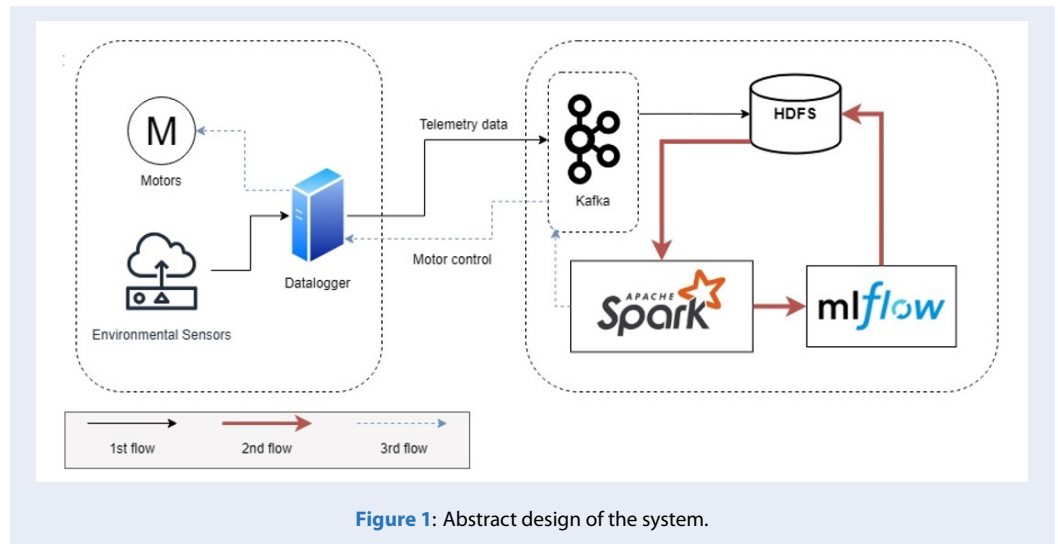 M
Motors
Environmental Sensors
Datalogger
Telemetry data
Motor control
Kafka
HDFS
APACHE
Spark
mlflow
1st flow
2nd flow
3rd flow
Figure 1: Abstract design of the system.